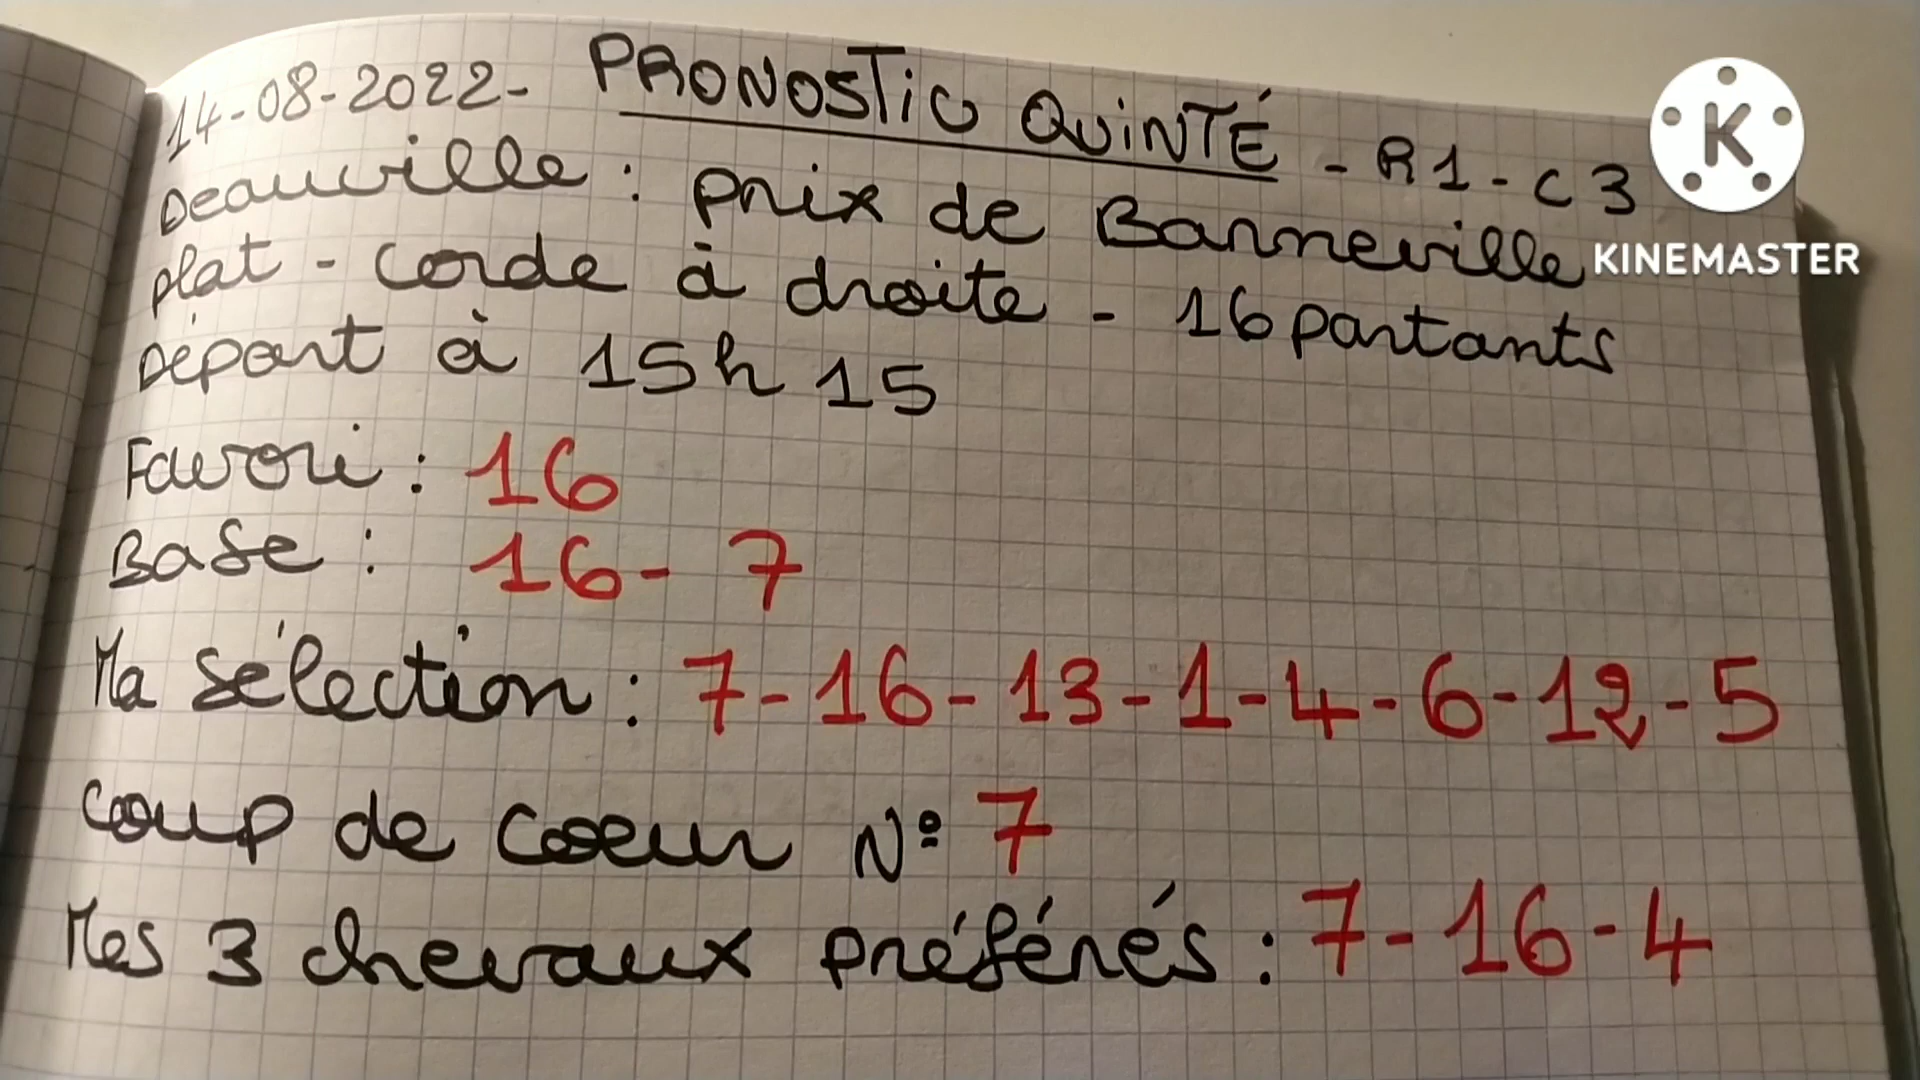 14-08-2022- PRONOSTIC QUINTÉ - R1 - C3
Deauville : prix de Banneville
plat - corde à droite - 16 partants
Départ à 15h15
Favori : 16
Base : 16 - 7
Ma sélection : 7-16-13-1-4-6-12-5
Coup de coeur N° 7
Mes 3 chevaux préférés : 7-16-4
K
KINEMASTER